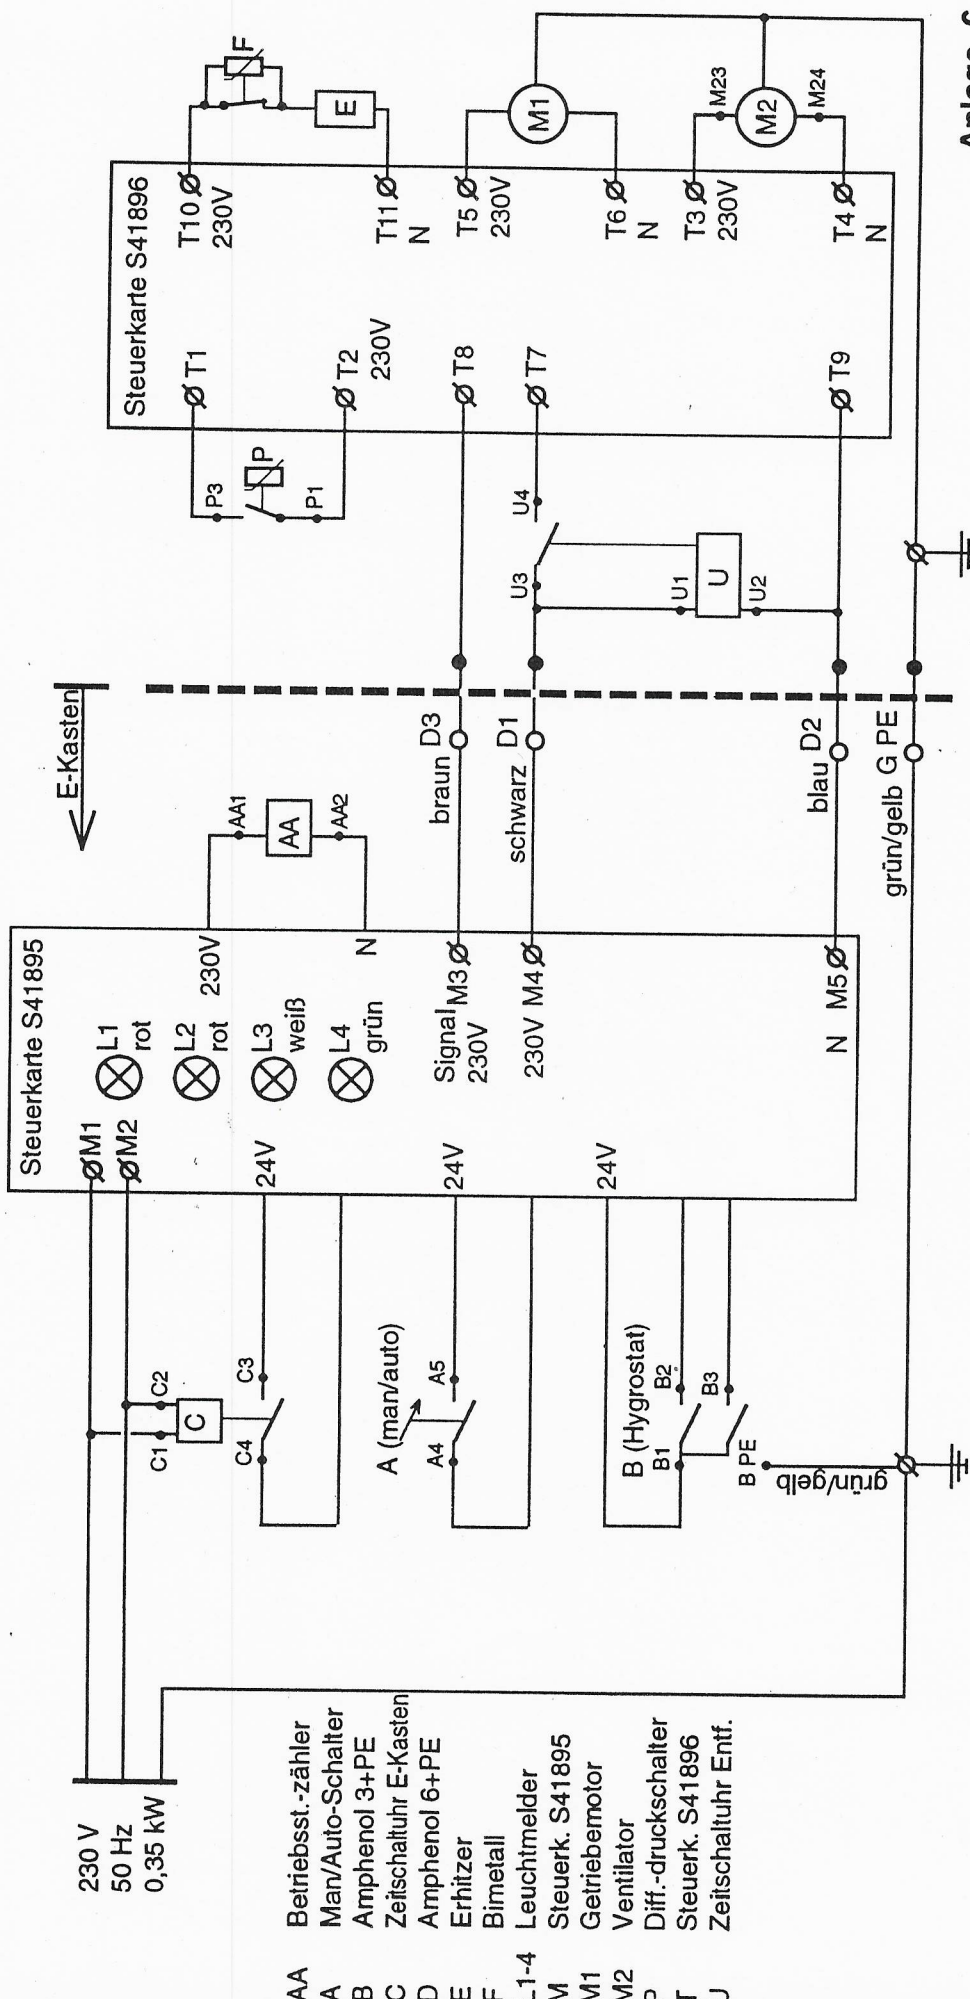 Steuerkarte S41895
M1
M2
L1
rot
L2
rot
L3
weiß
L4
grün
230V
N
AA1
AA
AA2
E-Kasten
24V
C1
C2
C
C4
C3
A (man/auto)
A4
A5
24V
B (Hygrostat)
B1
B2
B3
B PE
grün/gelb
24V
Signal M3
230V
230V M4
N M5
braun D3
schwarz D1
blau D2
grün/gelb G PE
Steuerkarte S41896
T1
T2
230V
T8
T7
T9
P3
P
P1
U3
U4
U1
U
U2
T10
230V
T11
N
T5
230V
T6
N
T3
230V
T4
N
F
E
M1
M23
M2
M24
230 V
50 Hz
0,35 kW
AA Betriebsst.-zähler
A Man/Auto-Schalter
B Amphenol 3+PE
C Zeitschaltuhr E-Kasten
D Amphenol 6+PE
E Erhitzer
F Bimetall
L1-4 Leuchtmelder
M Steuerk. S41895
M1 Getriebemotor
M2 Ventilator
P Diff.-druckschalter
T Steuerk. S41896
U Zeitschaltuhr Entf.